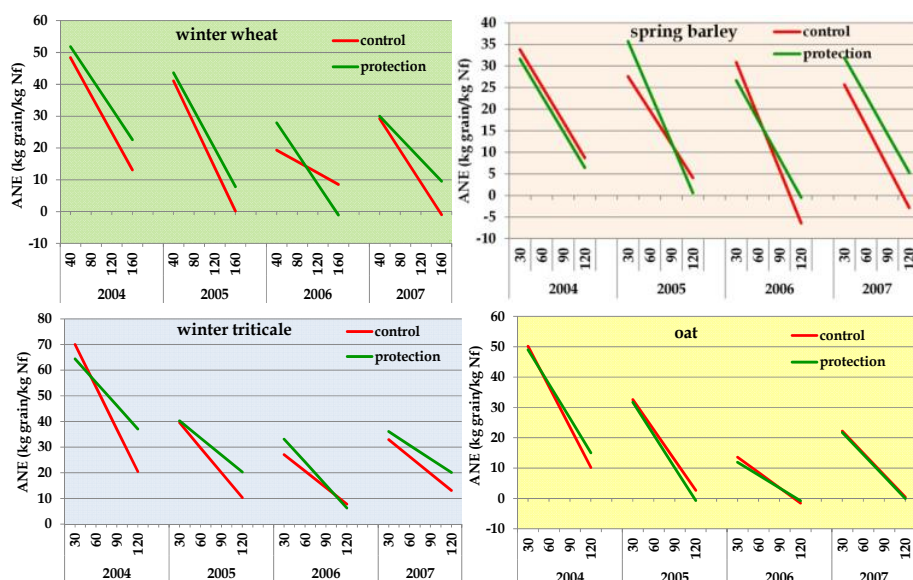 winter wheat
control
protection
ANE (kg grain/kg Nf)
60
50
40
30
20
10
0
-10
40 80 120 160 40 80 120 160 40 80 120 160 40 80 120 160
2004 2005 2006 2007
spring barley
control
protection
ANE (kg grain/kg Nf)
40
35
30
25
20
15
10
5
0
-5
-10
30 60 90 120 30 60 90 120 30 60 90 120 30 60 90 120
2004 2005 2006 2007
winter triticale
control
protection
ANE (kg grain/kg Nf)
80
70
60
50
40
30
20
10
0
30 60 90 120 30 60 90 120 30 60 90 120 30 60 90 120
2004 2005 2006 2007
oat
control
protection
ANE (kg grain/kg Nf)
60
50
40
30
20
10
0
-10
30 60 90 120 30 60 90 120 30 60 90 120 30 60 90 120
2004 2005 2006 2007